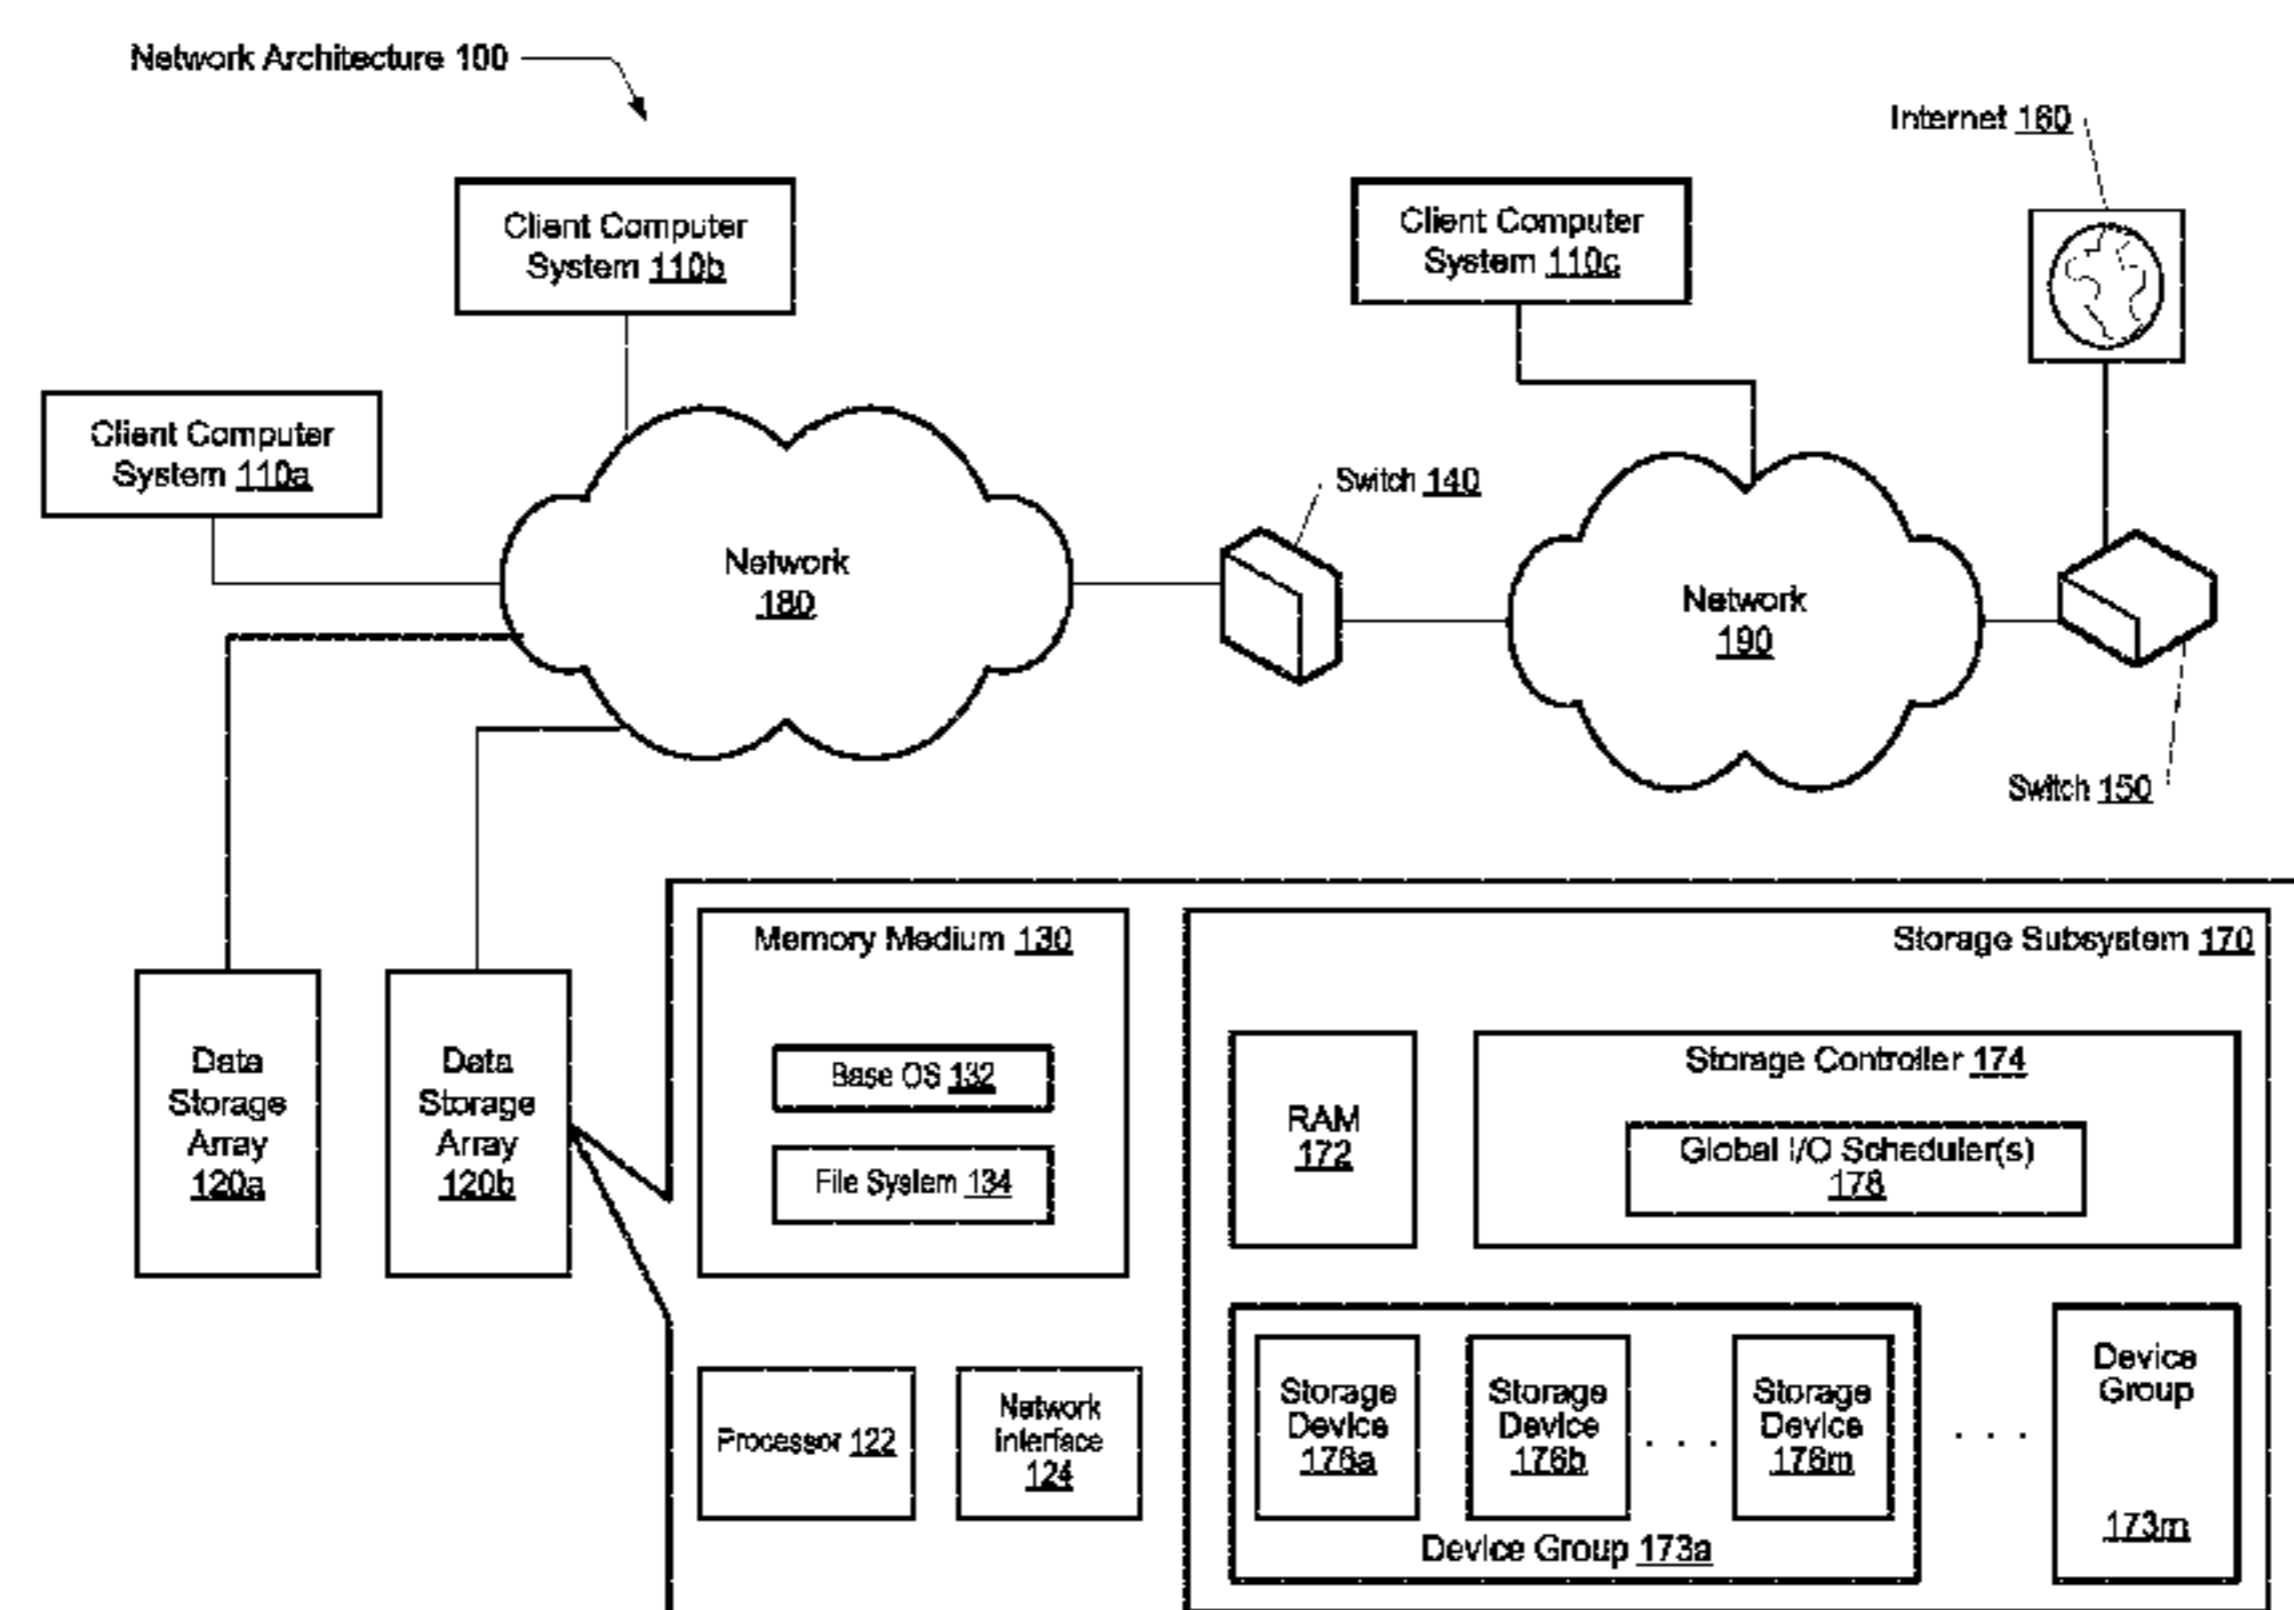 Network Architecture 100
Internet 160
Client Computer
System 110b
Client Computer
System 110c
Client Computer
System 110a
Switch 140
Network
180
Network
190
Switch 150
Data
Storage
Array
120a
Data
Storage
Array
120b
Memory Medium 130
Base OS 132
File System 134
Processor 122
Network
Interface
124
Storage Subsystem 170
RAM
172
Storage Controller 174
Global I/O Scheduler(s)
178
Storage
Device
176a
Storage
Device
176b
. . .
Storage
Device
176m
Device Group 173a
. . .
Device
Group
173m